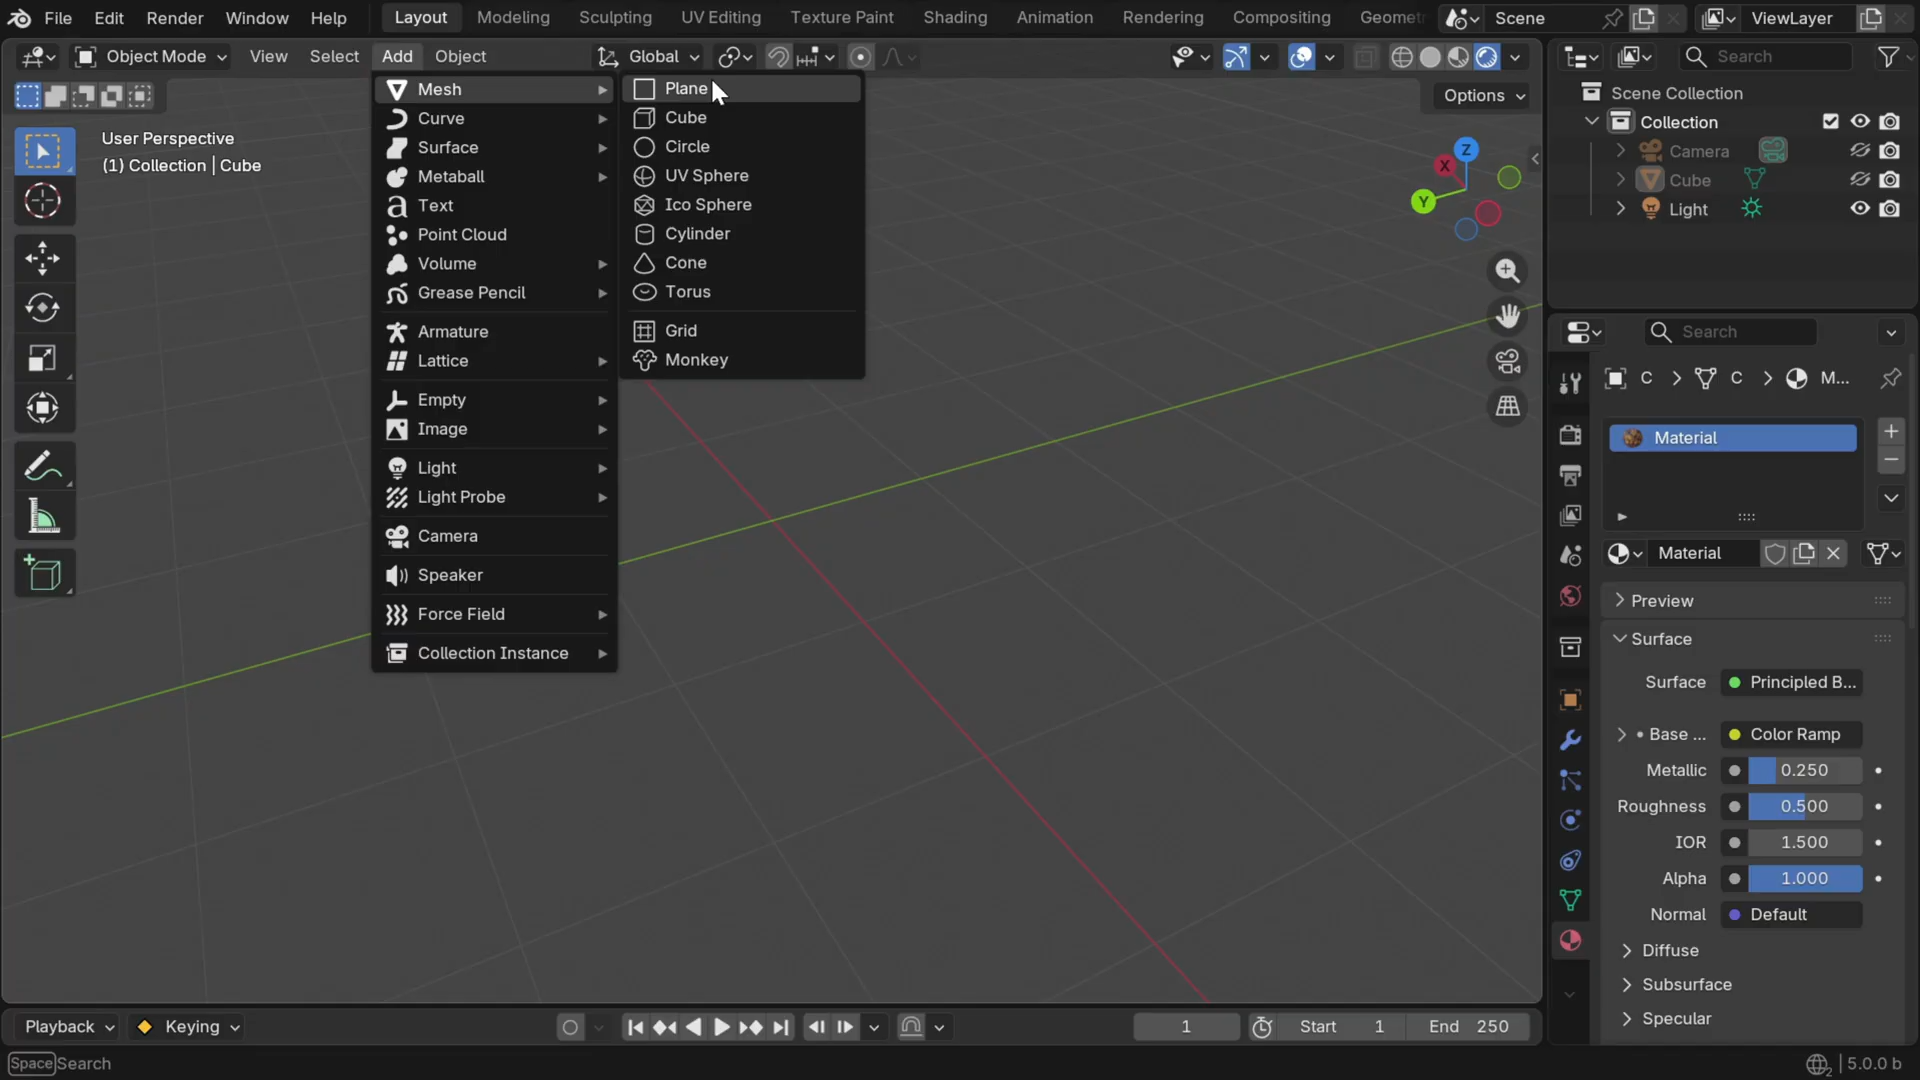 File Edit Render Window Help Layout Modeling Sculpting UV Editing Texture Paint Shading Animation Rendering Compositing Geomet Scene ViewLayer
Object Mode View Select Add Object Global Search
Options
User Perspective
(1) Collection | Cube
Mesh
Curve
Surface
Metaball
Text
Point Cloud
Volume
Grease Pencil
Armature
Lattice
Empty
Image
Light
Light Probe
Camera
Speaker
Force Field
Collection Instance
Plane
Cube
Circle
UV Sphere
Ico Sphere
Cylinder
Cone
Torus
Grid
Monkey
Z
X
Y
Scene Collection
Collection
Camera
Cube
Light
Search
C C M...
Material
Material
Preview
Surface
Surface Principled B...
Base ... Color Ramp
Metallic 0.250
Roughness 0.500
IOR 1.500
Alpha 1.000
Normal Default
Diffuse
Subsurface
Specular
Playback Keying 1 Start 1 End 250
Space Search 5.0.0 b